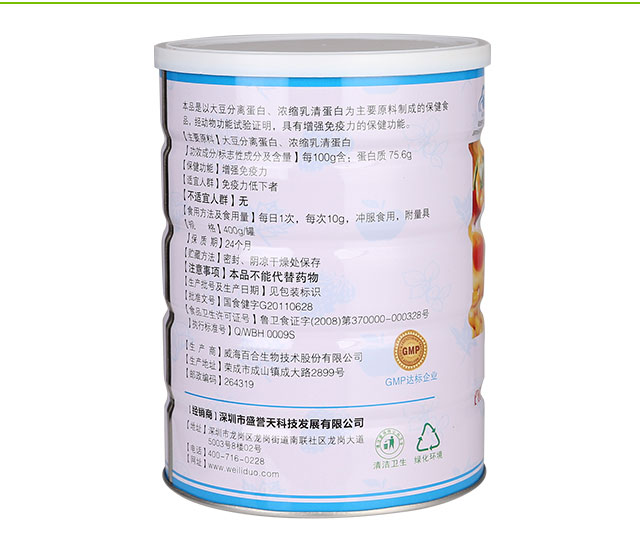 本品是以大豆分离蛋白、浓缩乳清蛋白为主要原料制成的保健食
品，经动物功能试验证明，具有增强免疫力的保健功能。
【主要原料】大豆分离蛋白、浓缩乳清蛋白
【功效成分/标志性成分及含量】每100g含：蛋白质 75.6g
【保健功能】增强免疫力
【适宜人群】免疫力低下者
【不适宜人群】无
【食用方法及食用量】每日1次，每次10g，冲服食用，附量具
【规 格】400g/罐
【保 质 期】24个月
【贮藏方法】密封、阴凉干燥处保存
【注意事项】本品不能代替药物
【生产批号及生产日期】见包装标识
【批准文号】国食健字G20110628
【食品卫生许可证号】鲁卫食证字(2008)第370000-000328号
【执行标准号】Q/WBH 0009S
【生 产 商】威海百合生物技术股份有限公司
【生产地址】荣成市成山镇成大路2899号
【邮政编码】264319
GMP
GMP达标企业
【经销商】深圳市盛誉天科技发展有限公司
【地址】深圳市龙岗区龙岗街道南联社区龙岗大道
5003号8楼02号
【电话】400-716-0228
【网址】www.weiliduo.com
清洁卫生
绿化环境